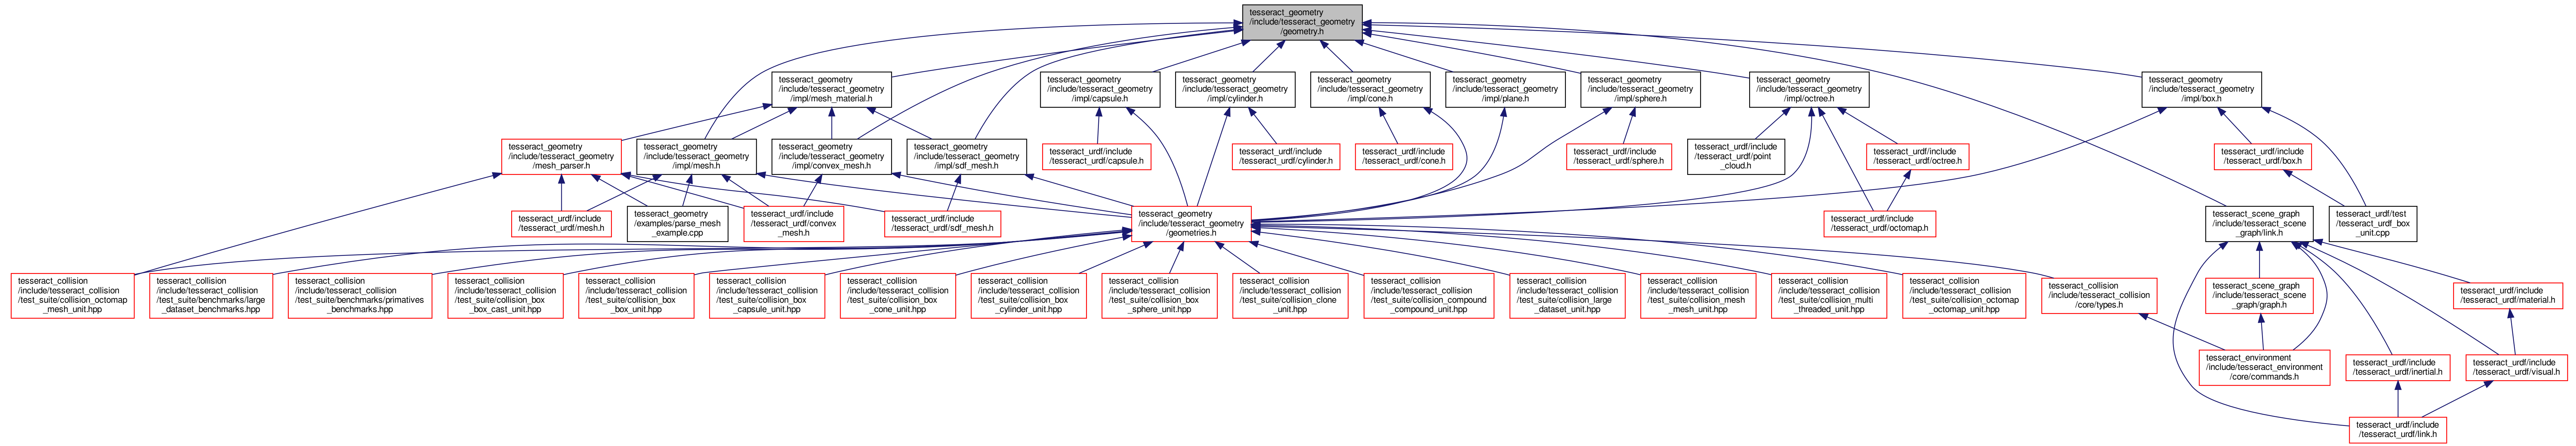 tesseract_geometry
/include/tesseract_geometry
/geometry.h
tesseract_geometry
/include/tesseract_geometry
/impl/mesh_material.h
tesseract_geometry
/include/tesseract_geometry
/impl/capsule.h
tesseract_geometry
/include/tesseract_geometry
/impl/cylinder.h
tesseract_geometry
/include/tesseract_geometry
/impl/cone.h
tesseract_geometry
/include/tesseract_geometry
/impl/plane.h
tesseract_geometry
/include/tesseract_geometry
/impl/sphere.h
tesseract_geometry
/include/tesseract_geometry
/impl/octree.h
tesseract_geometry
/include/tesseract_geometry
/impl/box.h
tesseract_geometry
/include/tesseract_geometry
/mesh_parser.h
tesseract_geometry
/include/tesseract_geometry
/impl/mesh.h
tesseract_geometry
/include/tesseract_geometry
/impl/convex_mesh.h
tesseract_geometry
/include/tesseract_geometry
/impl/sdf_mesh.h
tesseract_urdf/include
/tesseract_urdf/capsule.h
tesseract_urdf/include
/tesseract_urdf/cylinder.h
tesseract_urdf/include
/tesseract_urdf/cone.h
tesseract_urdf/include
/tesseract_urdf/sphere.h
tesseract_urdf/include
/tesseract_urdf/point
_cloud.h
tesseract_urdf/include
/tesseract_urdf/octree.h
tesseract_urdf/include
/tesseract_urdf/box.h
tesseract_urdf/include
/tesseract_urdf/mesh.h
tesseract_geometry
/examples/parse_mesh
_example.cpp
tesseract_urdf/include
/tesseract_urdf/convex
_mesh.h
tesseract_urdf/include
/tesseract_urdf/sdf_mesh.h
tesseract_geometry
/include/tesseract_geometry
/geometries.h
tesseract_urdf/include
/tesseract_urdf/octomap.h
tesseract_scene_graph
/include/tesseract_scene
_graph/link.h
tesseract_urdf/test
/tesseract_urdf_box
_unit.cpp
tesseract_collision
/include/tesseract_collision
/test_suite/collision_octomap
_mesh_unit.hpp
tesseract_collision
/include/tesseract_collision
/test_suite/benchmarks/large
_dataset_benchmarks.hpp
tesseract_collision
/include/tesseract_collision
/test_suite/benchmarks/primatives
_benchmarks.hpp
tesseract_collision
/include/tesseract_collision
/test_suite/collision_box
_box_cast_unit.hpp
tesseract_collision
/include/tesseract_collision
/test_suite/collision_box
_box_unit.hpp
tesseract_collision
/include/tesseract_collision
/test_suite/collision_box
_capsule_unit.hpp
tesseract_collision
/include/tesseract_collision
/test_suite/collision_box
_cone_unit.hpp
tesseract_collision
/include/tesseract_collision
/test_suite/collision_box
_cylinder_unit.hpp
tesseract_collision
/include/tesseract_collision
/test_suite/collision_box
_sphere_unit.hpp
tesseract_collision
/include/tesseract_collision
/test_suite/collision_clone
_unit.hpp
tesseract_collision
/include/tesseract_collision
/test_suite/collision_compound
_compound_unit.hpp
tesseract_collision
/include/tesseract_collision
/test_suite/collision_large
_dataset_unit.hpp
tesseract_collision
/include/tesseract_collision
/test_suite/collision_mesh
_mesh_unit.hpp
tesseract_collision
/include/tesseract_collision
/test_suite/collision_multi
_threaded_unit.hpp
tesseract_collision
/include/tesseract_collision
/test_suite/collision_octomap
_octomap_unit.hpp
tesseract_collision
/include/tesseract_collision
/core/types.h
tesseract_scene_graph
/include/tesseract_scene
_graph/graph.h
tesseract_urdf/include
/tesseract_urdf/material.h
tesseract_environment
/include/tesseract_environment
/core/commands.h
tesseract_urdf/include
/tesseract_urdf/inertial.h
tesseract_urdf/include
/tesseract_urdf/visual.h
tesseract_urdf/include
/tesseract_urdf/link.h